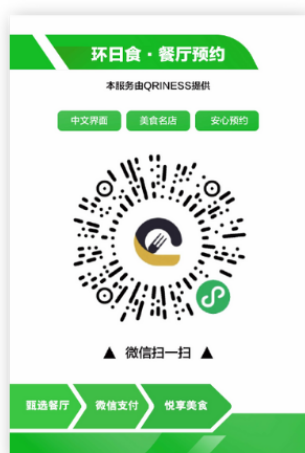 环日食·餐厅预约
本服务由QRINESS提供
中文界面 美食名店 安心预约
▲ 微信扫一扫 ▲
甄选餐厅 微信支付 悦享美食